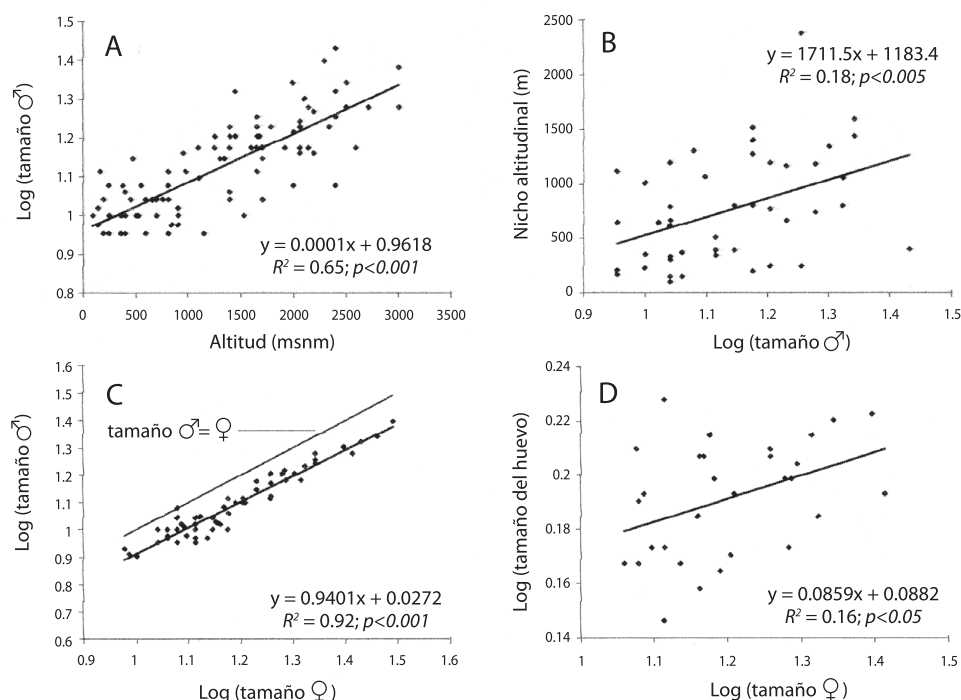 A
Log (tamaño ♂)
1.5
1.4
1.3
1.2
1.1
1
0.9
0.8
0
500
1000
1500
2000
2500
3000
3500
y = 0.0001x + 0.9618
R² = 0.65; p<0.001
Altitud (msnm)
B
Nicho altitudinal (m)
2500
2000
1500
1000
500
0
0.9
1
1.1
1.2
1.3
1.4
1.5
y = 1711.5x + 1183.4
R² = 0.18; p<0.005
Log (tamaño ♂)
C
Log (tamaño ♂)
1.6
1.5
1.4
1.3
1.2
1.1
1
0.9
0.8
0.7
0.6
0.9
1
1.1
1.2
1.3
1.4
1.5
1.6
tamaño ♂= ♀
y = 0.9401x + 0.0272
R² = 0.92; p<0.001
Log (tamaño ♀)
D
Log (tamaño del huevo)
0.24
0.22
0.2
0.18
0.16
0.14
1
1.1
1.2
1.3
1.4
1.5
y = 0.0859x + 0.0882
R² = 0.16; p<0.05
Log (tamaño ♀)